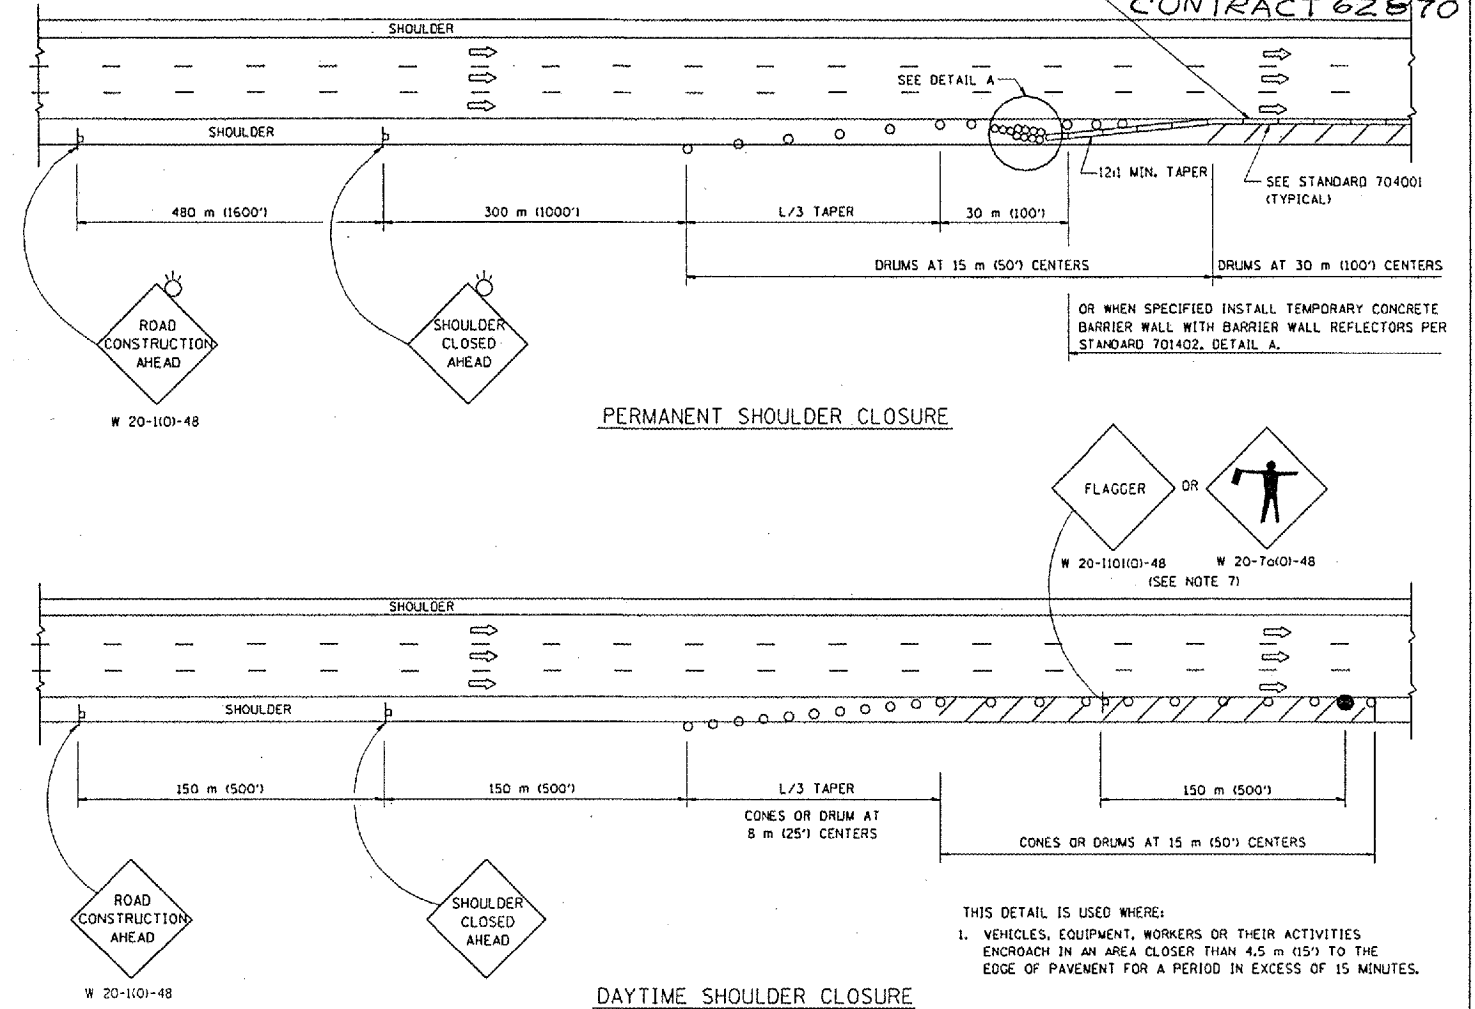 CONTRACT 62870
SHOULDER
SEE DETAIL A
SHOULDER
12:1 MIN. TAPER
SEE STANDARD 704001
(TYPICAL)
480 m (1600')
300 m (1000')
L/3 TAPER
30 m (100')
DRUMS AT 15 m (50') CENTERS
DRUMS AT 30 m (100') CENTERS
OR WHEN SPECIFIED INSTALL TEMPORARY CONCRETE
BARRIER WALL WITH BARRIER WALL REFLECTORS PER
STANDARD 701402. DETAIL A.
ROAD
CONSTRUCTION
AHEAD
W 20-1(O)-48
SHOULDER
CLOSED
AHEAD
PERMANENT SHOULDER CLOSURE
FLAGGER
OR
W 20-1101(O)-48
W 20-7a(O)-48
(SEE NOTE 7)
SHOULDER
SHOULDER
150 m (500')
150 m (500')
L/3 TAPER
CONES OR DRUM AT
8 m (25') CENTERS
150 m (500')
CONES OR DRUMS AT 15 m (50') CENTERS
ROAD
CONSTRUCTION
AHEAD
W 20-1(O)-48
SHOULDER
CLOSED
AHEAD
THIS DETAIL IS USED WHERE:
1. VEHICLES, EQUIPMENT, WORKERS OR THEIR ACTIVITIES
ENCROACH IN AN AREA CLOSER THAN 4.5 m (15') TO THE
EDGE OF PAVEMENT FOR A PERIOD IN EXCESS OF 15 MINUTES.
DAYTIME SHOULDER CLOSURE